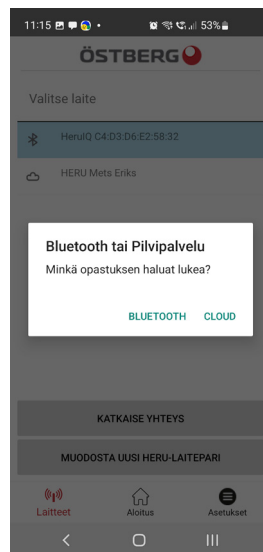 11:15 53%
ÖSTBERG
Valitse laite
HerulQ C4:D3:D6:E2:58:32
HERU Mets Eriks
Bluetooth tai Pilvipalvelu
Minkä opastuksen haluat lukea?
BLUETOOTH CLOUD
KATKAISE YHTEYS
MUODOSTA UUSI HERU-LAITEPARI
Laitteet Aloitus Asetukset